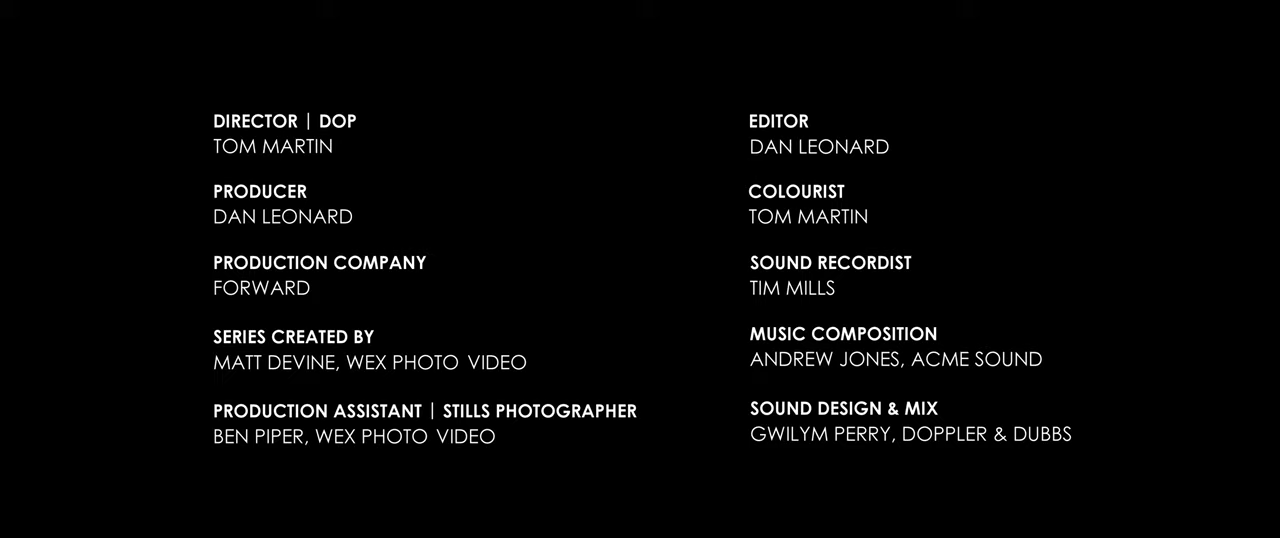 DIRECTOR | DOP
TOM MARTIN
PRODUCER
DAN LEONARD
PRODUCTION COMPANY
FORWARD
SERIES CREATED BY
MATT DEVINE, WEX PHOTO VIDEO
PRODUCTION ASSISTANT | STILLS PHOTOGRAPHER
BEN PIPER, WEX PHOTO VIDEO
EDITOR
DAN LEONARD
COLOURIST
TOM MARTIN
SOUND RECORDIST
TIM MILLS
MUSIC COMPOSITION
ANDREW JONES, ACME SOUND
SOUND DESIGN & MIX
GWILYM PERRY, DOPPLER & DUBBS